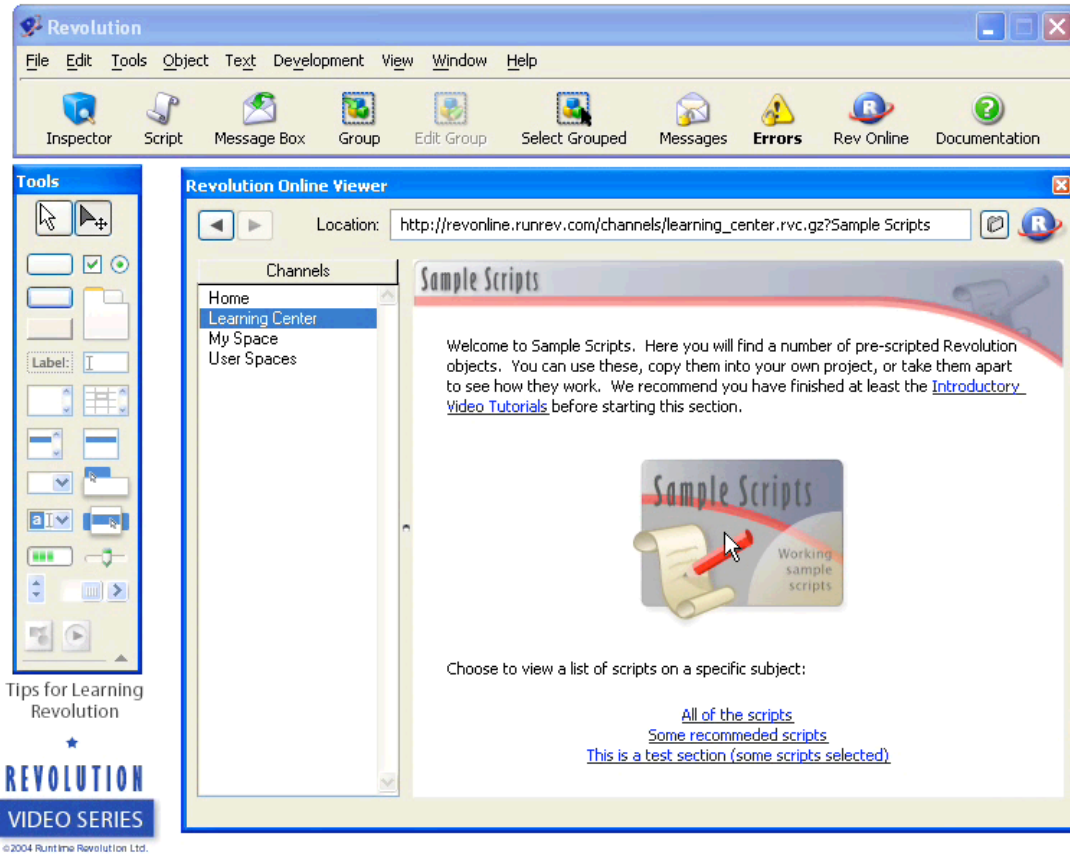 Revolution
File Edit Tools Object Text Development View Window Help
Inspector Script Message Box Group Edit Group Select Grouped Messages Errors Rev Online Documentation
Tools
Label:
a
Tips for Learning
Revolution
REVOLUTION
VIDEO SERIES
©2004 Runtime Revolution Ltd.
Revolution Online Viewer
Location: http://revonline.runrev.com/channels/learning_center.rvc.gz?Sample Scripts
R
Channels
Home
Learning Center
My Space
User Spaces
Sample Scripts
Welcome to Sample Scripts. Here you will find a number of pre-scripted Revolution
objects. You can use these, copy them into your own project, or take them apart
to see how they work. We recommend you have finished at least the Introductory
Video Tutorials before starting this section.
Sample Scripts
Working
sample
scripts
Choose to view a list of scripts on a specific subject:
All of the scripts
Some recommeded scripts
This is a test section (some scripts selected)